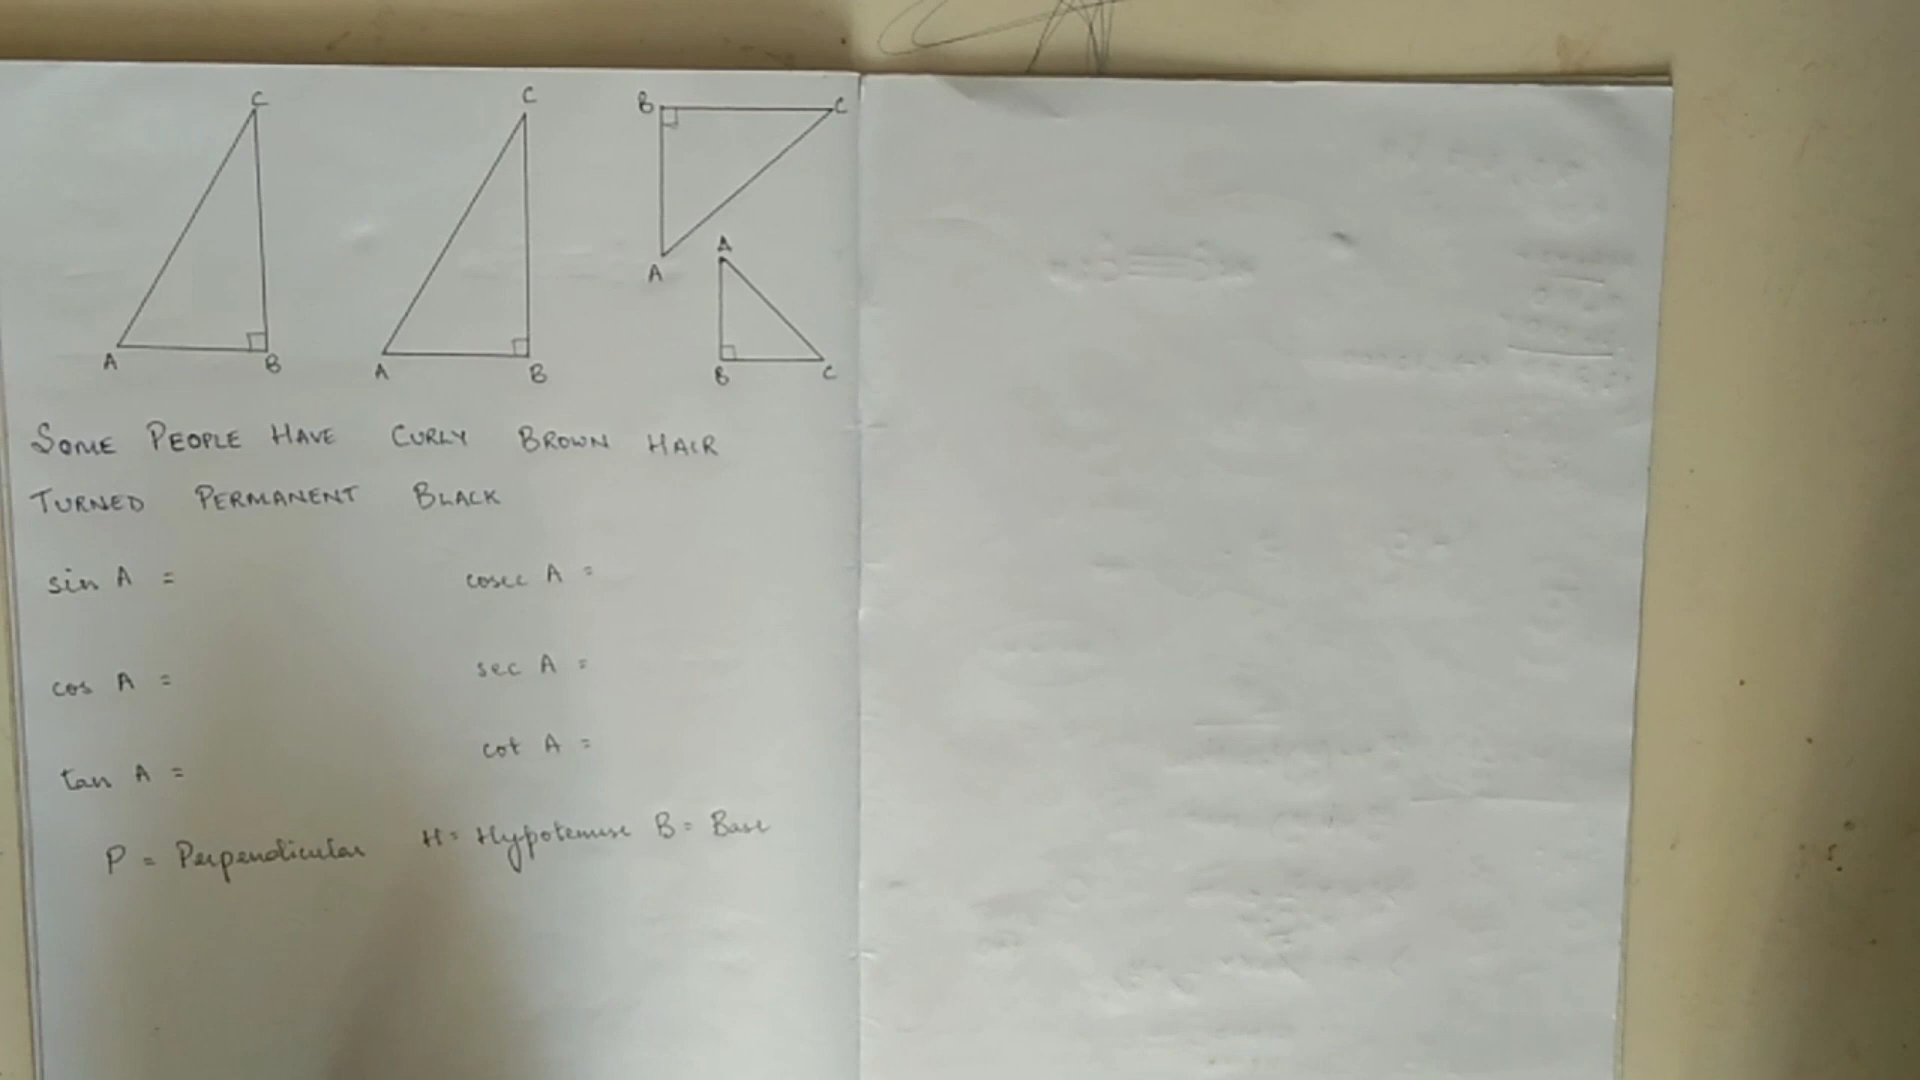 C C B C
A
A B A B A B C
SOME PEOPLE HAVE CURLY BROWN HAIR
TURNED PERMANENT BLACK
sin A = cosec A =
cos A = sec A =
tan A = cot A =
P = Perpendicular H = Hypotenuse B = Base